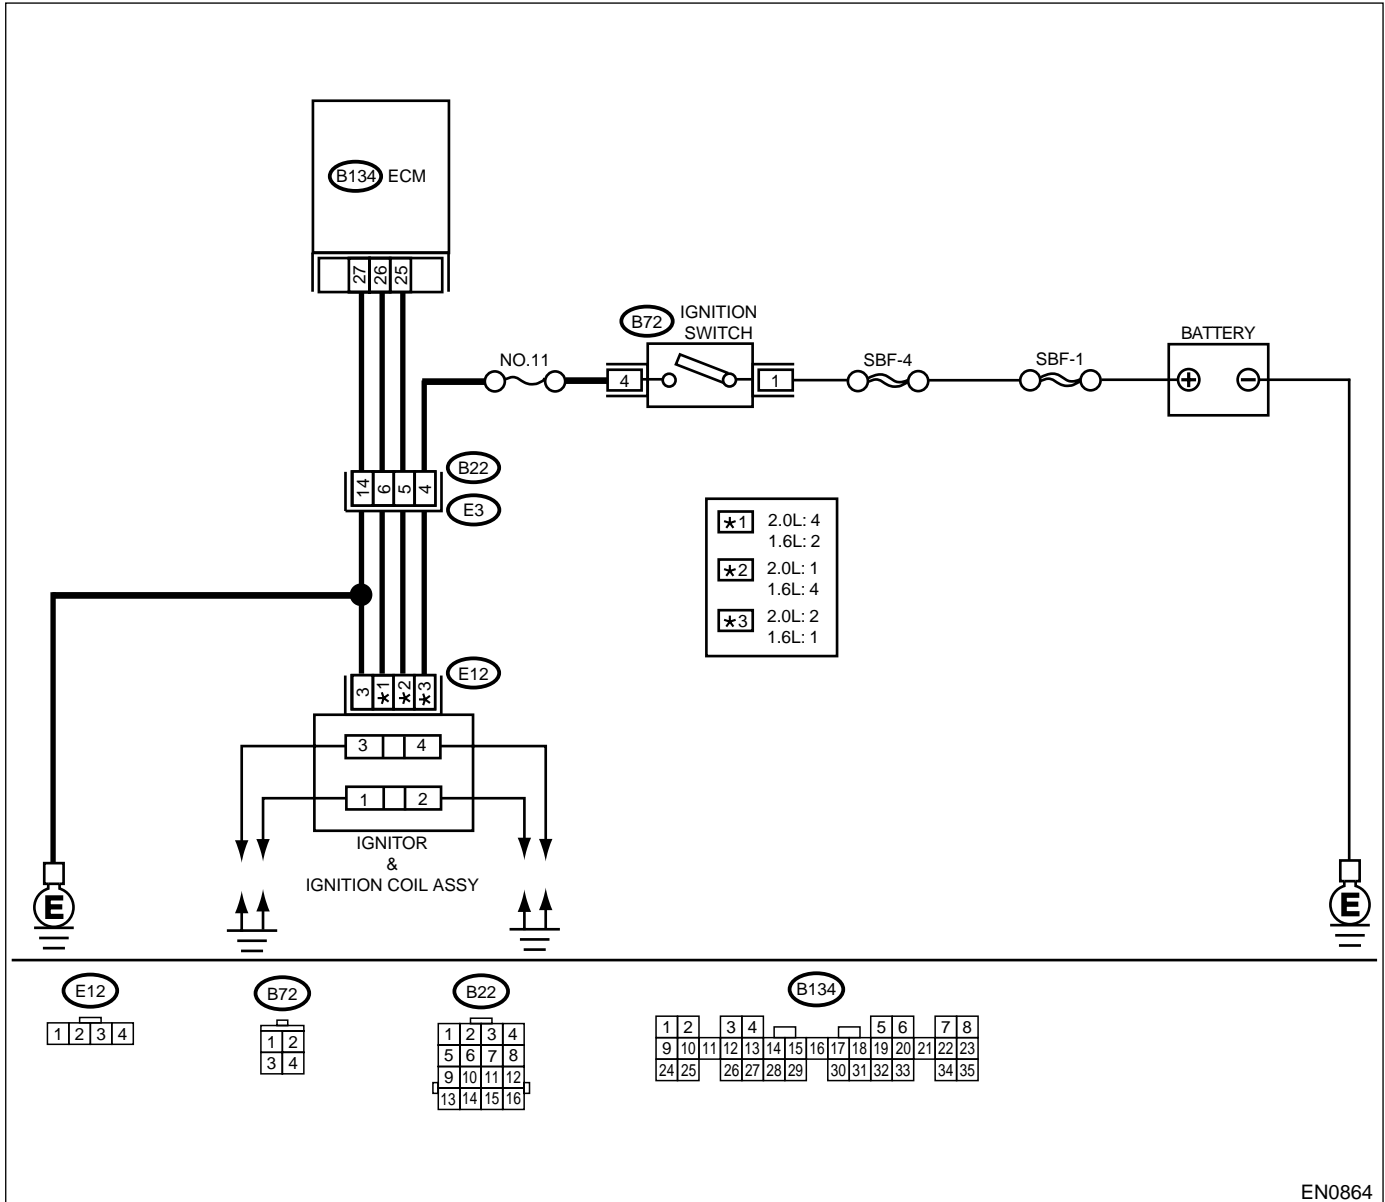 B134 ECM
27 26 25
B72 IGNITION
SWITCH
BATTERY
NO.11
SBF-4
SBF-1
4
1
+ −
B22
14 6 5 4
E3
*1 2.0L: 4
1.6L: 2
*2 2.0L: 1
1.6L: 4
*3 2.0L: 2
1.6L: 1
E12
3 *1 *2 *3
3 4
1 2
IGNITOR
&
IGNITION COIL ASSY
E
E
E12
1 2 3 4
B72
1 2
3 4
B22
1 2 3 4
5 6 7 8
9 10 11 12
13 14 15 16
B134
1 2 3 4 5 6 7 8
9 10 11 12 13 14 15 16 17 18 19 20 21 22 23
24 25 26 27 28 29 30 31 32 33 34 35
EN0864